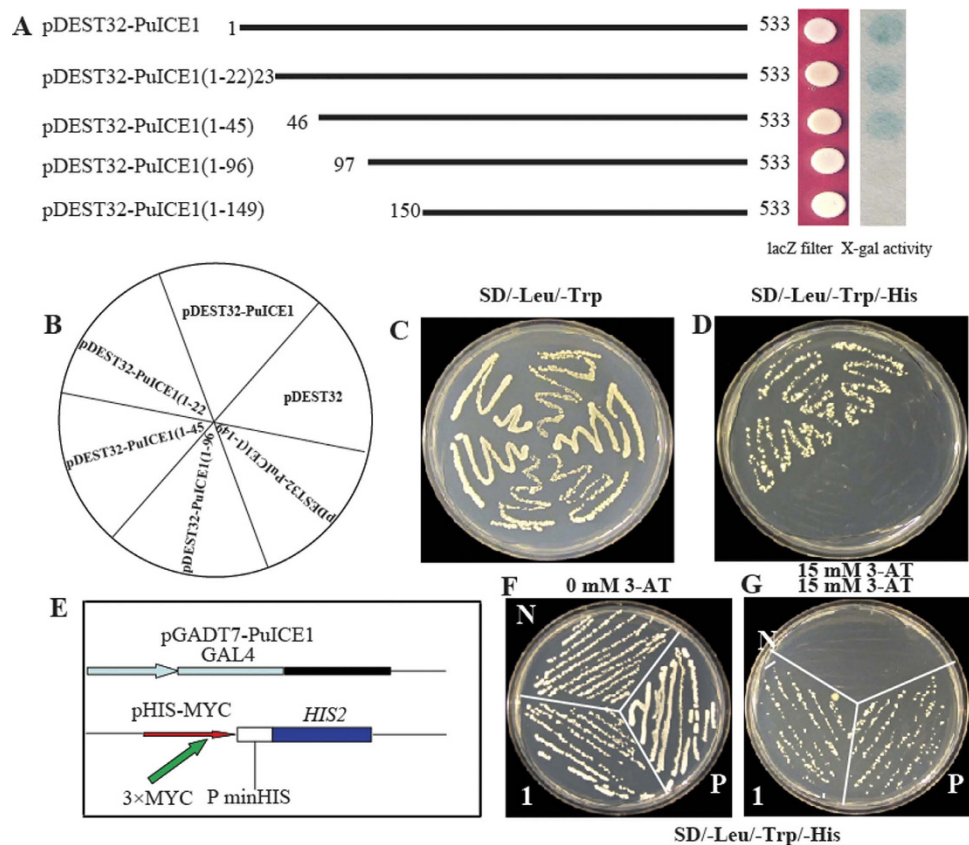 A
pDEST32-PuICE1 1 533
pDEST32-PuICE1(1-22)23 533
pDEST32-PuICE1(1-45) 46 533
pDEST32-PuICE1(1-96) 97 533
pDEST32-PuICE1(1-149) 150 533
lacZ filter X-gal activity
B
pDEST32-PuICE1
pDEST32
pDEST32-PuICE1(1-149
pDEST32-PuICE1(1-96
pDEST32-PuICE1(1-45
pDEST32-PuICE1(1-22
SD/-Leu/-Trp
C
SD/-Leu/-Trp/-His
D
15 mM 3-AT
E
pGADT7-PuICE1
GAL4
pHIS-MYC HIS2
3×MYC P minHIS
F 0 mM 3-AT
N
1 P
G 15 mM 3-AT
N
1 P
SD/-Leu/-Trp/-His